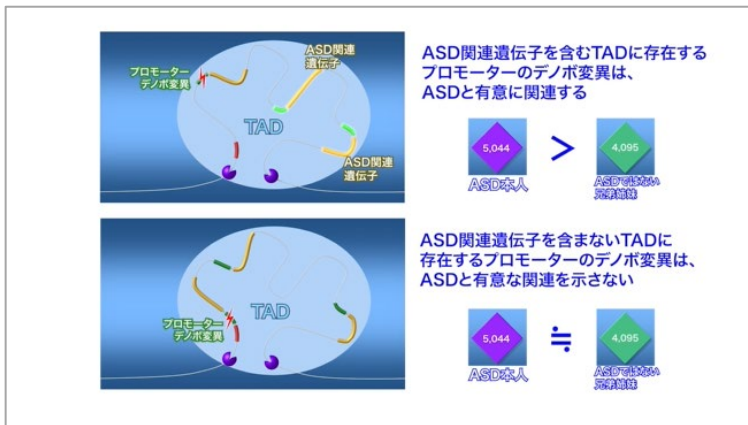 プロモーター
デノボ変異
ASD関連
遺伝子
TAD
ASD関連
遺伝子
ASD関連遺伝子を含むTADに存在する
プロモーターのデノボ変異は、
ASDと有意に関連する
5,044
>
4,095
ASD本人
ASDではない
兄弟姉妹
TAD
プロモーター
デノボ変異
ASD関連遺伝子を含まないTADに
存在するプロモーターのデノボ変異は、
ASDと有意な関連を示さない
5,044
≒
4,095
ASD本人
ASDではない
兄弟姉妹